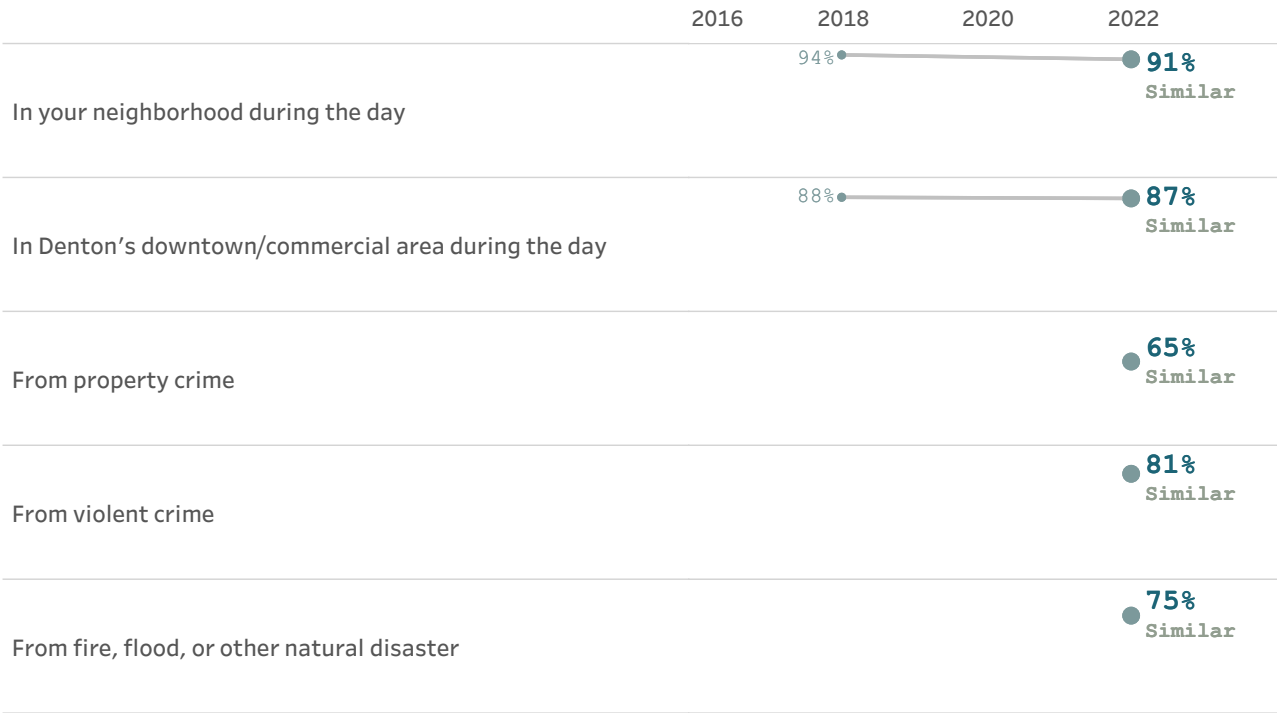 2016 2018 2020 2022
94% 91%
Similar
In your neighborhood during the day
88% 87%
Similar
In Denton’s downtown/commercial area during the day
65%
Similar
From property crime
81%
Similar
From violent crime
75%
Similar
From fire, flood, or other natural disaster